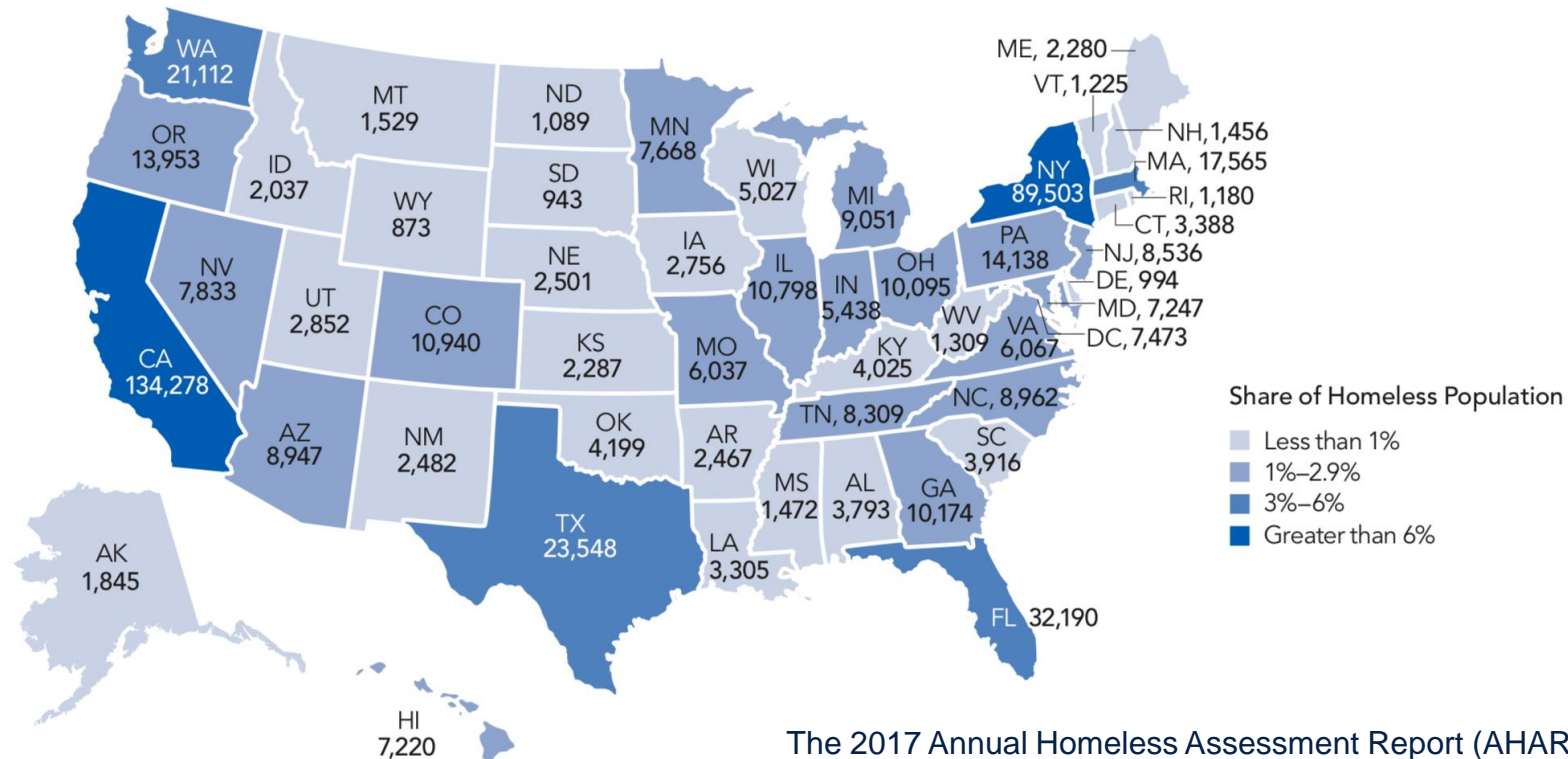 WA
21,112
OR
13,953
CA
134,278
NV
7,833
ID
2,037
MT
1,529
WY
873
UT
2,852
AZ
8,947
CO
10,940
NM
2,482
ND
1,089
SD
943
NE
2,501
KS
2,287
OK
4,199
TX
23,548
MN
7,668
IA
2,756
MO
6,037
AR
2,467
LA
3,305
WI
5,027
IL
10,798
MI
9,051
IN
5,438
OH
10,095
KY
4,025
TN, 8,309
MS
1,472
AL
3,793
GA
10,174
FL 32,190
SC
3,916
NC, 8,962
VA
6,067
WV
1,309
PA
14,138
NY
89,503
ME, 2,280
VT, 1,225
NH, 1,456
MA, 17,565
RI, 1,180
CT, 3,388
NJ, 8,536
DE, 994
MD, 7,247
DC, 7,473
AK
1,845
HI
7,220
Share of Homeless Population
Less than 1%
1%–2.9%
3%–6%
Greater than 6%
The 2017 Annual Homeless Assessment Report (AHAR